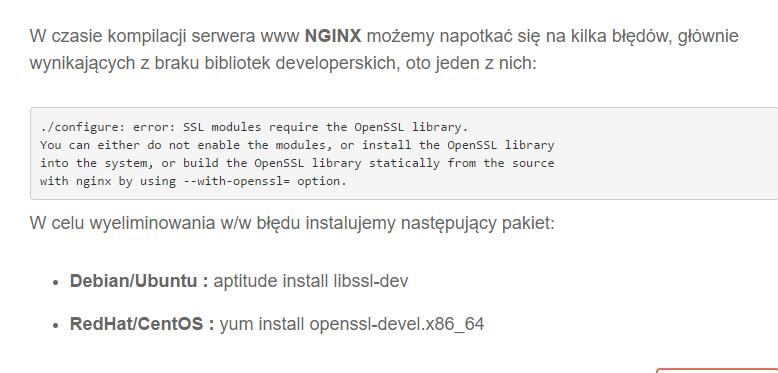 W czasie kompilacji serwera www NGINX możemy napotkać się na kilka błędów, głównie
wynikających z braku bibliotek developerskich, oto jeden z nich:
./configure: error: SSL modules require the OpenSSL library.
You can either do not enable the modules, or install the OpenSSL library
into the system, or build the OpenSSL library statically from the source
with nginx by using --with-openssl= option.
W celu wyeliminowania w/w błędu instalujemy następujący pakiet:
• Debian/Ubuntu : aptitude install libssl-dev
• RedHat/CentOS : yum install openssl-devel.x86_64